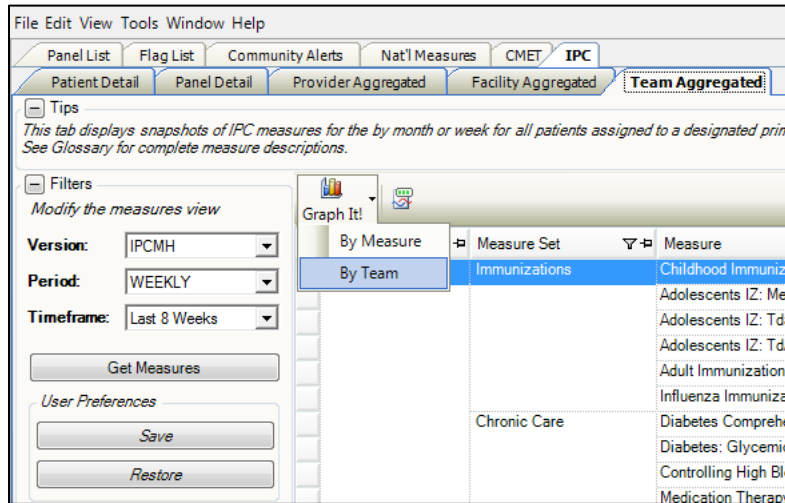 File Edit View Tools Window Help
Panel List Flag List Community Alerts Nat'l Measures CMET IPC
Patient Detail Panel Detail Provider Aggregated Facility Aggregated Team Aggregated
Tips
This tab displays snapshots of IPC measures for the by month or week for all patients assigned to a designated prin
See Glossary for complete measure descriptions.
Filters
Modify the measures view
Version: IPCMH
Period: WEEKLY
Timeframe: Last 8 Weeks
Get Measures
User Preferences
Save
Restore
Graph It!
By Measure
By Team
Measure Set Measure
Immunizations Childhood Immuniz
Adolescents IZ: Me
Adolescents IZ: Td
Adolescents IZ: Td
Adult Immunization
Influenza Immuniza
Chronic Care Diabetes Comprehe
Diabetes: Glycemi
Controlling High Bl
Medication Therapy